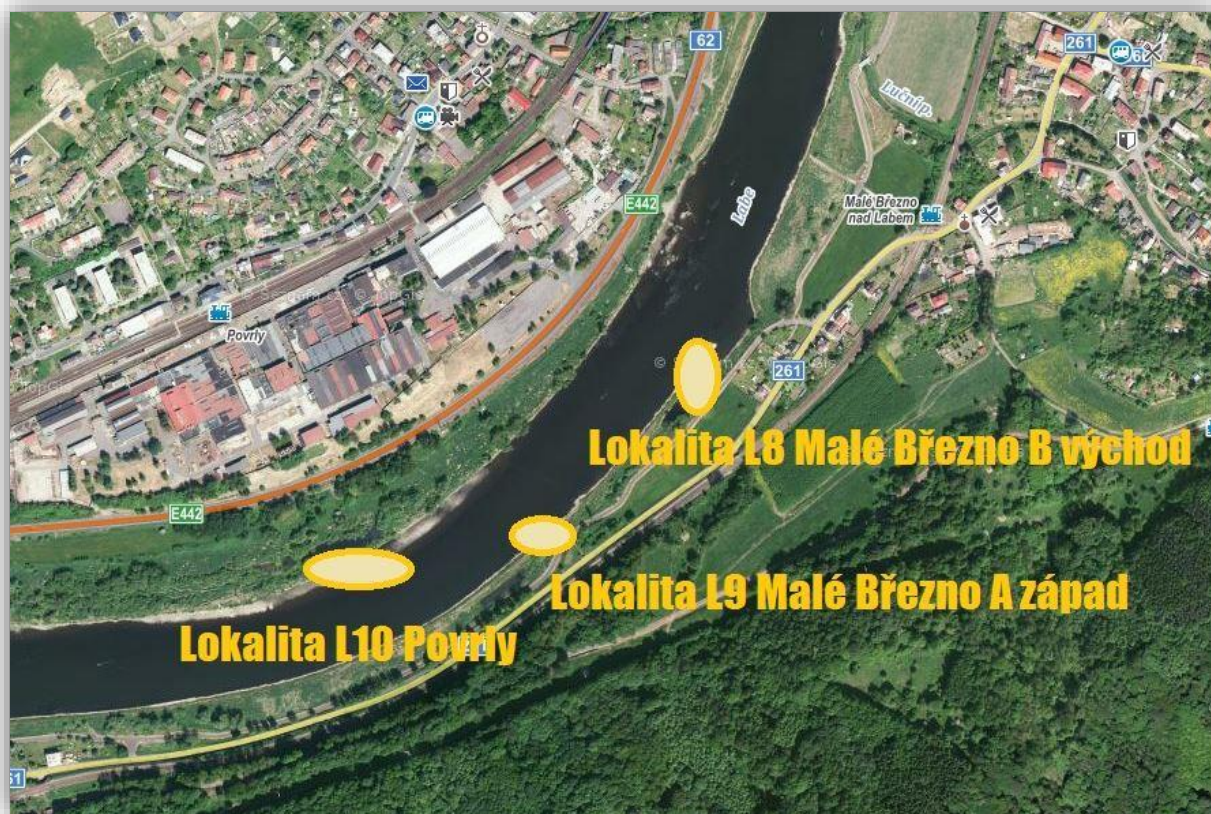 62
261
Luční p.
E442
Labe
Malé Březno
nad Labem
Povrly
261
Lokalita L8 Malé Březno B východ
E442
Lokalita L9 Malé Březno A západ
Lokalita L10 Povrly